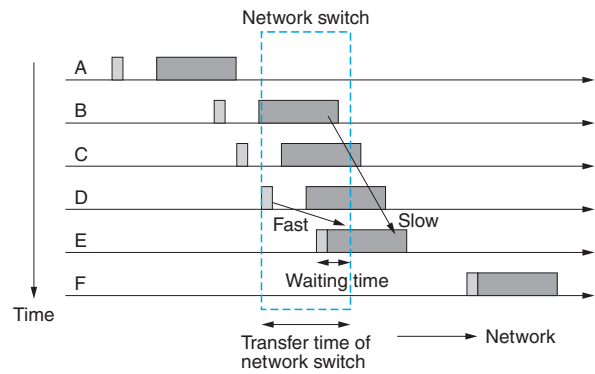 Network switch
A
B
C
D
Fast
Slow
E
Waiting time
F
Time
Transfer time of
network switch
Network